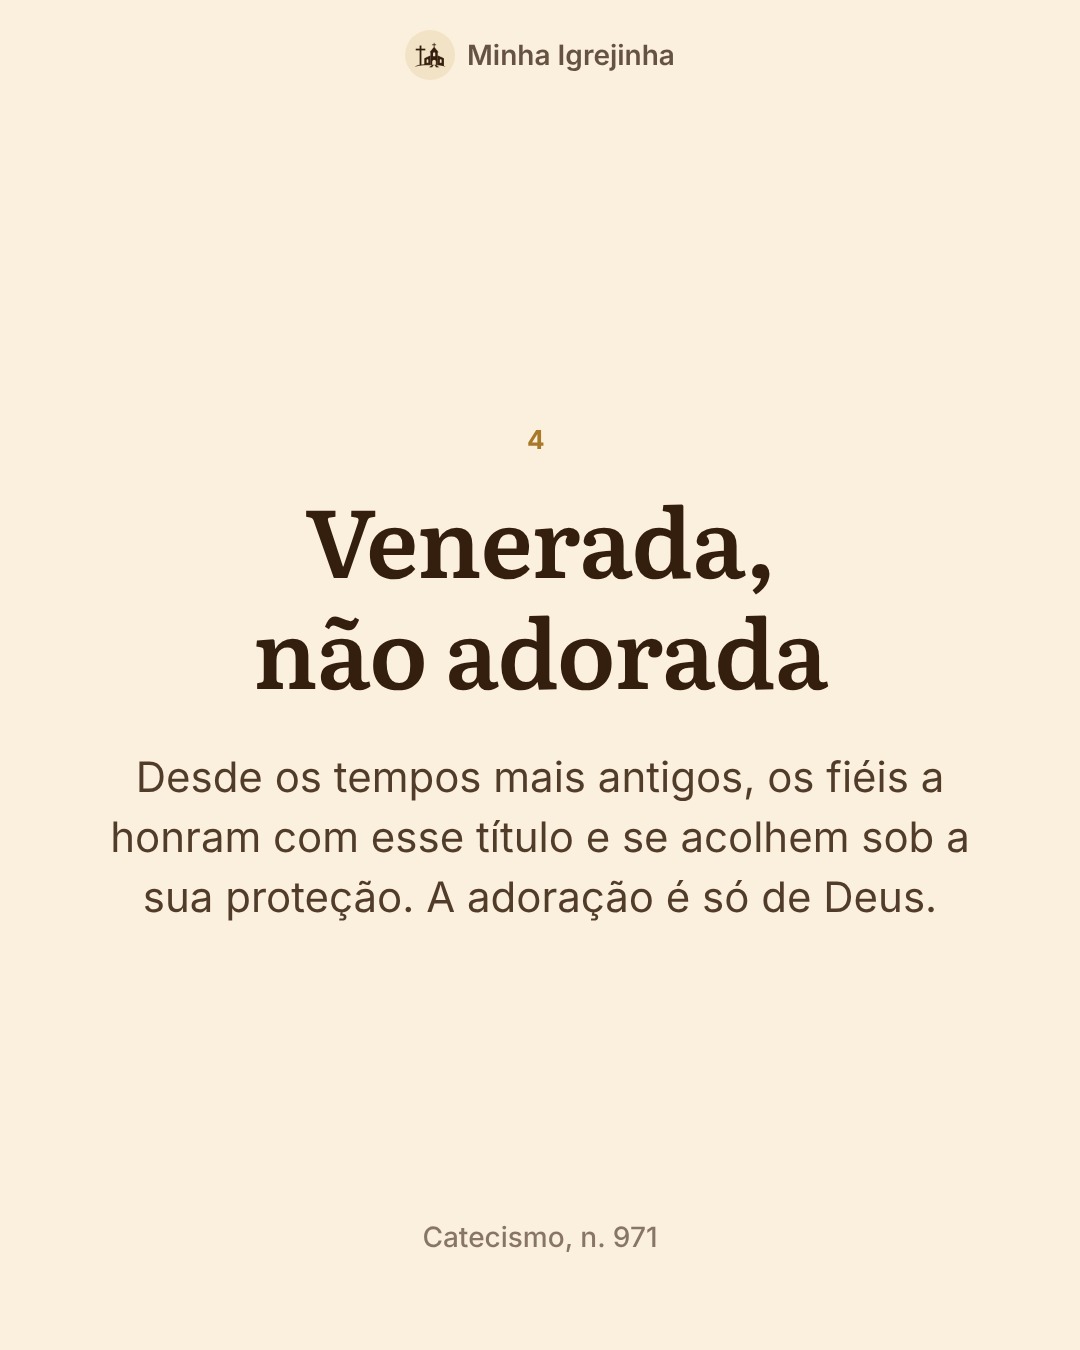 Minha Igrejinha
4
Venerada,
não adorada
Desde os tempos mais antigos, os fiéis a
honram com esse título e se acolhem sob a
sua proteção. A adoração é só de Deus.
Catecismo, n. 971